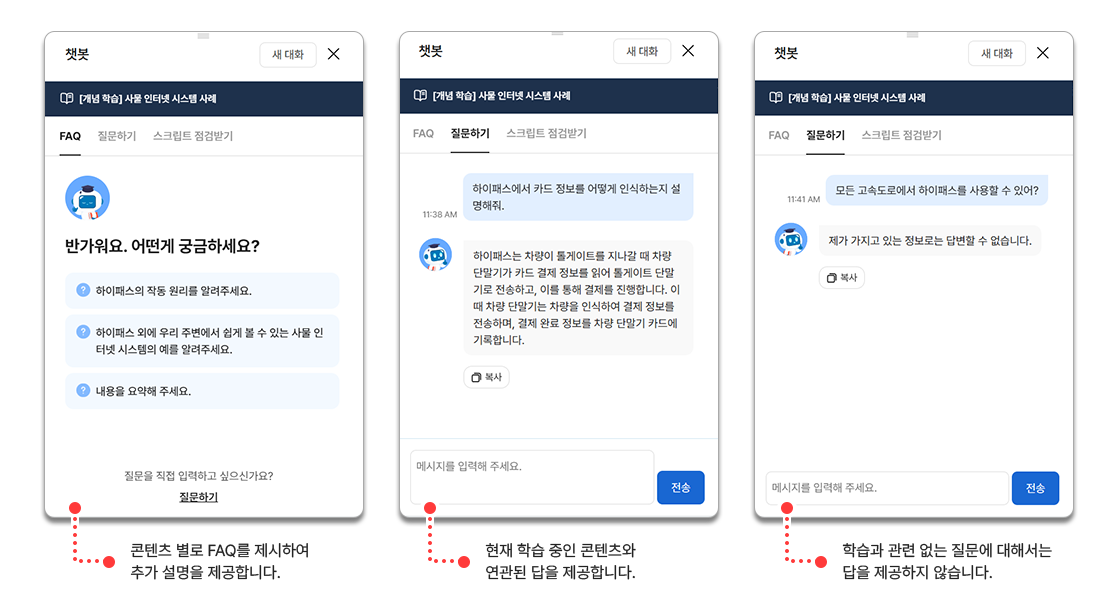 챗봇
새 대화
[개념 학습] 사물 인터넷 시스템 사례
FAQ 질문하기 스크립트 점검받기
반가워요. 어떤게 궁금하세요?
하이패스의 작동 원리를 알려주세요.
하이패스 외에 우리 주변에서 쉽게 볼 수 있는 사물 인
터넷 시스템의 예를 알려주세요.
내용을 요약해 주세요.
질문을 직접 입력하고 싶으신가요?
질문하기
콘텐츠 별로 FAQ를 제시하여
추가 설명을 제공합니다.
챗봇
새 대화
[개념 학습] 사물 인터넷 시스템 사례
FAQ 질문하기 스크립트 점검받기
하이패스에서 카드 정보를 어떻게 인식하는지 설
명해줘.
11:38 AM
하이패스는 차량이 톨게이트를 지나갈 때 차량
단말기가 카드 결제 정보를 읽어 톨게이트 단말
기로 전송하고, 이를 통해 결제를 진행합니다. 이
때 차량 단말기는 차량을 인식하여 결제 정보를
전송하며, 결제 완료 정보를 차량 단말기 카드에
기록합니다.
복사
메시지를 입력해 주세요.
전송
현재 학습 중인 콘텐츠와
연관된 답을 제공합니다.
챗봇
새 대화
[개념 학습] 사물 인터넷 시스템 사례
FAQ 질문하기 스크립트 점검받기
모든 고속도로에서 하이패스를 사용할 수 있어?
11:41 AM
제가 가지고 있는 정보로는 답변할 수 없습니다.
복사
메시지를 입력해 주세요.
전송
학습과 관련 없는 질문에 대해서는
답을 제공하지 않습니다.